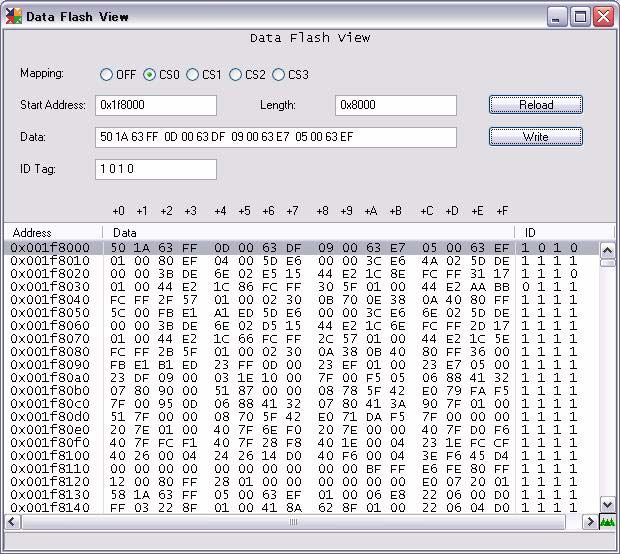 Data Flash View
Data Flash View
Mapping: OFF CS0 CS1 CS2 CS3
Start Address: 0x1f8000 Length: 0x8000 Reload
Data: 50 1A 63 FF 0D 00 63 DF 09 00 63 E7 05 00 63 EF Write
ID Tag: 1 0 1 0
+0 +1 +2 +3 +4 +5 +6 +7 +8 +9 +A +B +C +D +E +F
Address Data ID
0x001f8000 50 1A 63 FF 0D 00 63 DF 09 00 63 E7 05 00 63 EF 1 0 1 0
0x001f8010 01 00 80 EF 04 00 5D E6 00 00 3C E6 4A 02 5D DE 1 1 1 1
0x001f8020 00 00 3B DE 6E 02 E5 15 44 E2 1C 8E FC FF 31 17 1 1 1 0
0x001f8030 01 00 44 E2 1C 86 FC FF 30 5F 01 00 44 E2 AA BB 0 1 1 1
0x001f8040 FC FF 2F 57 01 00 02 30 0B 70 0E 38 0A 40 80 FF 1 1 1 1
0x001f8050 5C 00 FB E1 A1 ED 5D E6 00 00 3C E6 6E 02 5D DE 1 1 1 1
0x001f8060 00 00 3B DE 6E 02 D5 15 44 E2 1C 6E FC FF 2D 17 1 1 1 1
0x001f8070 01 00 44 E2 1C 66 FC FF 2C 57 01 00 44 E2 1C 5E 1 1 1 1
0x001f8080 FC FF 2B 5F 01 00 02 30 0A 38 0B 40 80 FF 36 00 1 1 1 1
0x001f8090 FB E1 B1 ED 23 FF 0D 00 23 EF 01 00 23 E7 05 00 1 1 1 1
0x001f80a0 23 DF 09 00 03 1E 10 00 7F 00 F5 05 06 88 41 32 1 1 1 1
0x001f80b0 07 80 90 00 51 87 00 00 08 78 5F 42 E0 79 FA F5 1 1 1 1
0x001f80c0 7F 00 95 0D 06 88 41 32 07 80 41 3A 90 7F 01 00 1 1 1 1
0x001f80d0 51 7F 00 00 08 70 5F 42 E0 71 DA F5 7F 00 00 00 1 1 1 1
0x001f80e0 20 7E 01 00 40 7F 6E F0 20 7E 00 00 40 7F D0 F6 1 1 1 1
0x001f80f0 40 7F FC F1 40 7F 28 F8 40 1E 00 04 23 1E FC CF 1 1 1 1
0x001f8100 40 26 00 04 24 26 14 D0 40 F6 00 04 3E F6 45 D4 1 1 1 1
0x001f8110 00 00 00 00 00 00 00 00 00 00 BF FF E6 FE 80 FF 1 1 1 1
0x001f8120 12 00 80 FF 28 01 00 00 00 00 00 00 E0 07 20 01 1 1 1 1
0x001f8130 58 1A 63 FF 05 00 63 EF 01 00 06 E8 22 06 00 D0 1 1 1 1
0x001f8140 FF 03 22 8F 01 00 41 8A 62 8F 01 00 22 06 04 D0 1 1 1 1